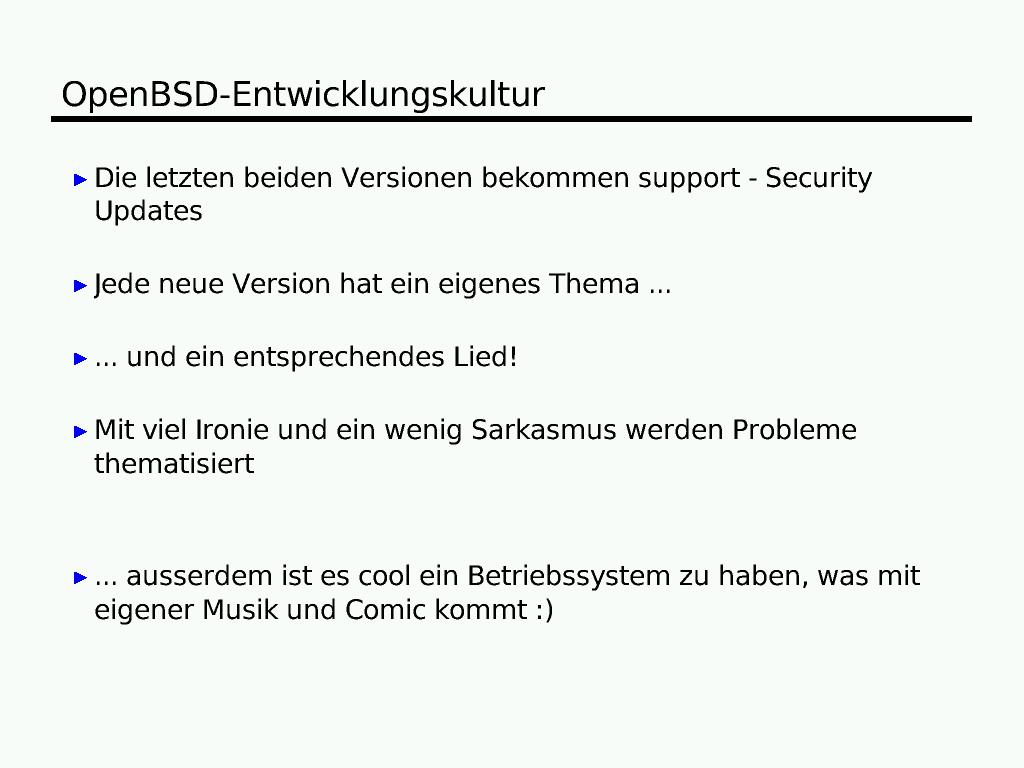 OpenBSD-Entwicklungskultur
Die letzten beiden Versionen bekommen support - Security
Updates
Jede neue Version hat ein eigenes Thema ...
... und ein entsprechendes Lied!
Mit viel Ironie und ein wenig Sarkasmus werden Probleme
thematisiert
... ausserdem ist es cool ein Betriebssystem zu haben, was mit
eigener Musik und Comic kommt :)